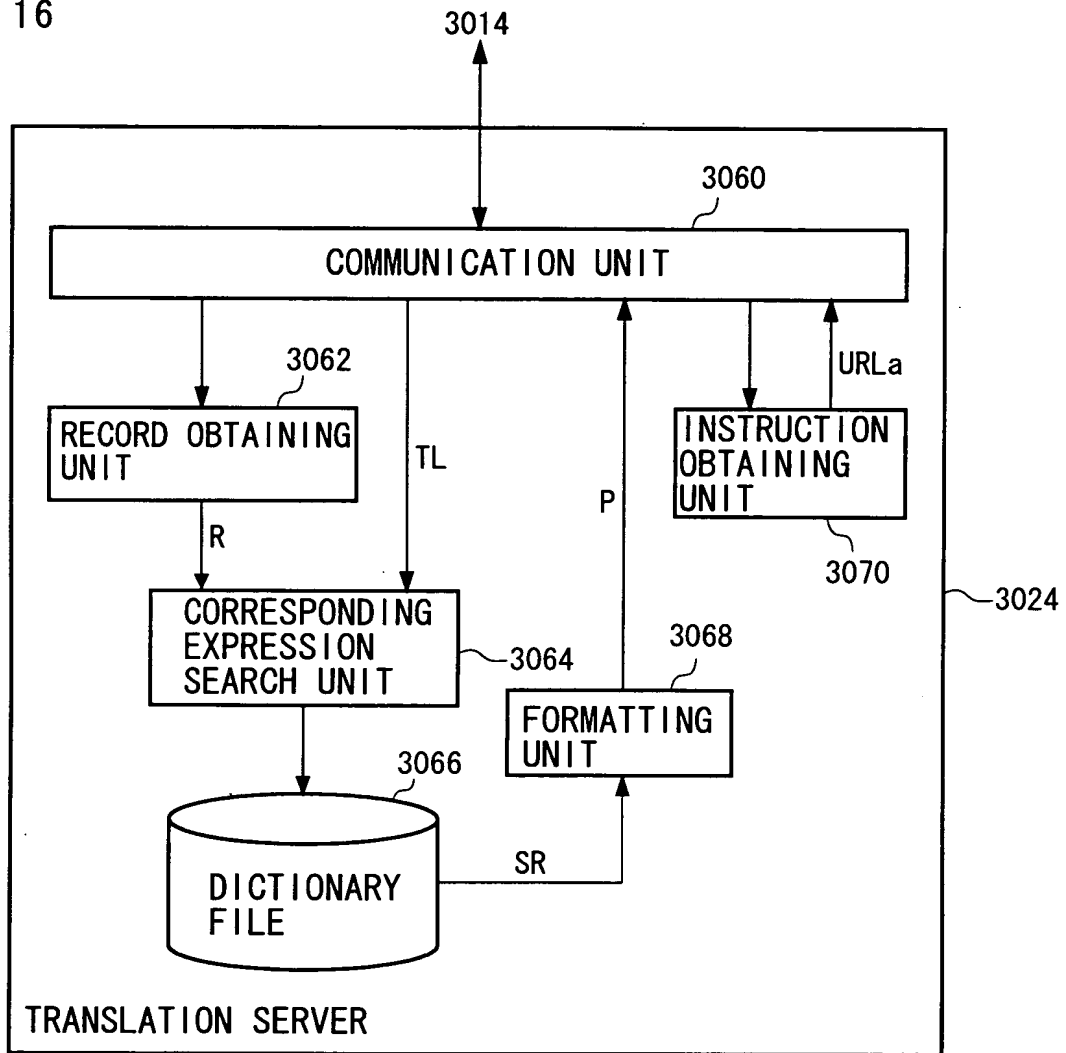 16
3014
3060
COMMUNICATION UNIT
3062
URLa
RECORD OBTAINING
UNIT
TL
INSTRUCTION
OBTAINING
UNIT
P
R
3070
CORRESPONDING
EXPRESSION
SEARCH UNIT
3024
3064
3068
FORMATTING
UNIT
3066
SR
DICTIONARY
FILE
TRANSLATION SERVER